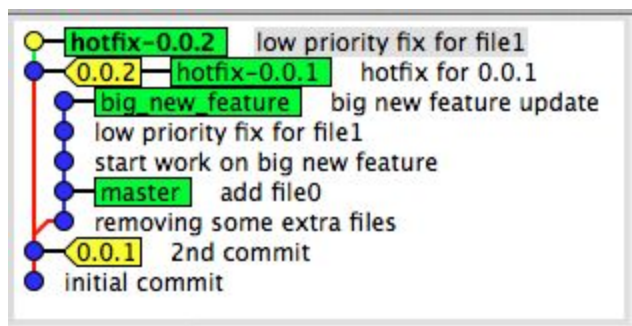 hotfix-0.0.2 low priority fix for file1
0.0.2 hotfix-0.0.1 hotfix for 0.0.1
big_new_feature big new feature update
low priority fix for file1
start work on big new feature
master add file0
removing some extra files
0.0.1 2nd commit
initial commit